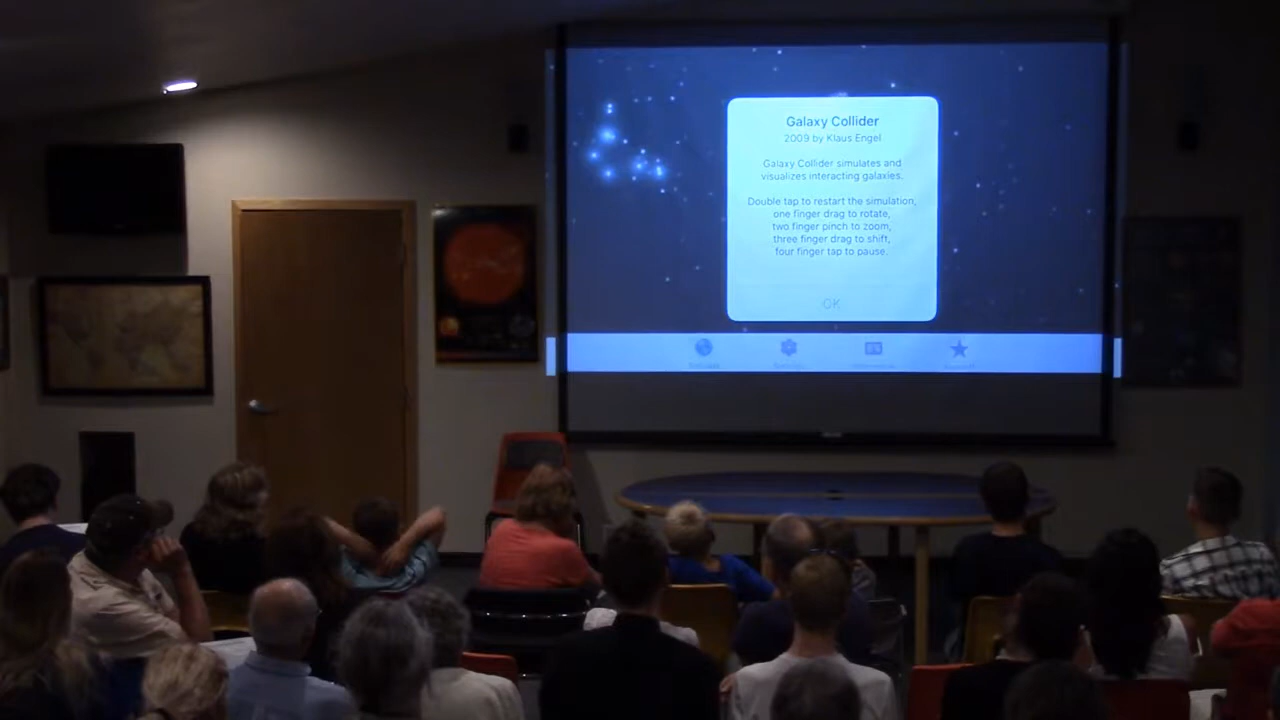 Galaxy Collider
2009 by Klaus Engel
Galaxy Collider simulates and
visualizes interacting galaxies.
Double tap to restart the simulation,
one finger drag to rotate,
two finger pinch to zoom,
three finger drag to shift,
four finger tap to pause.
OK